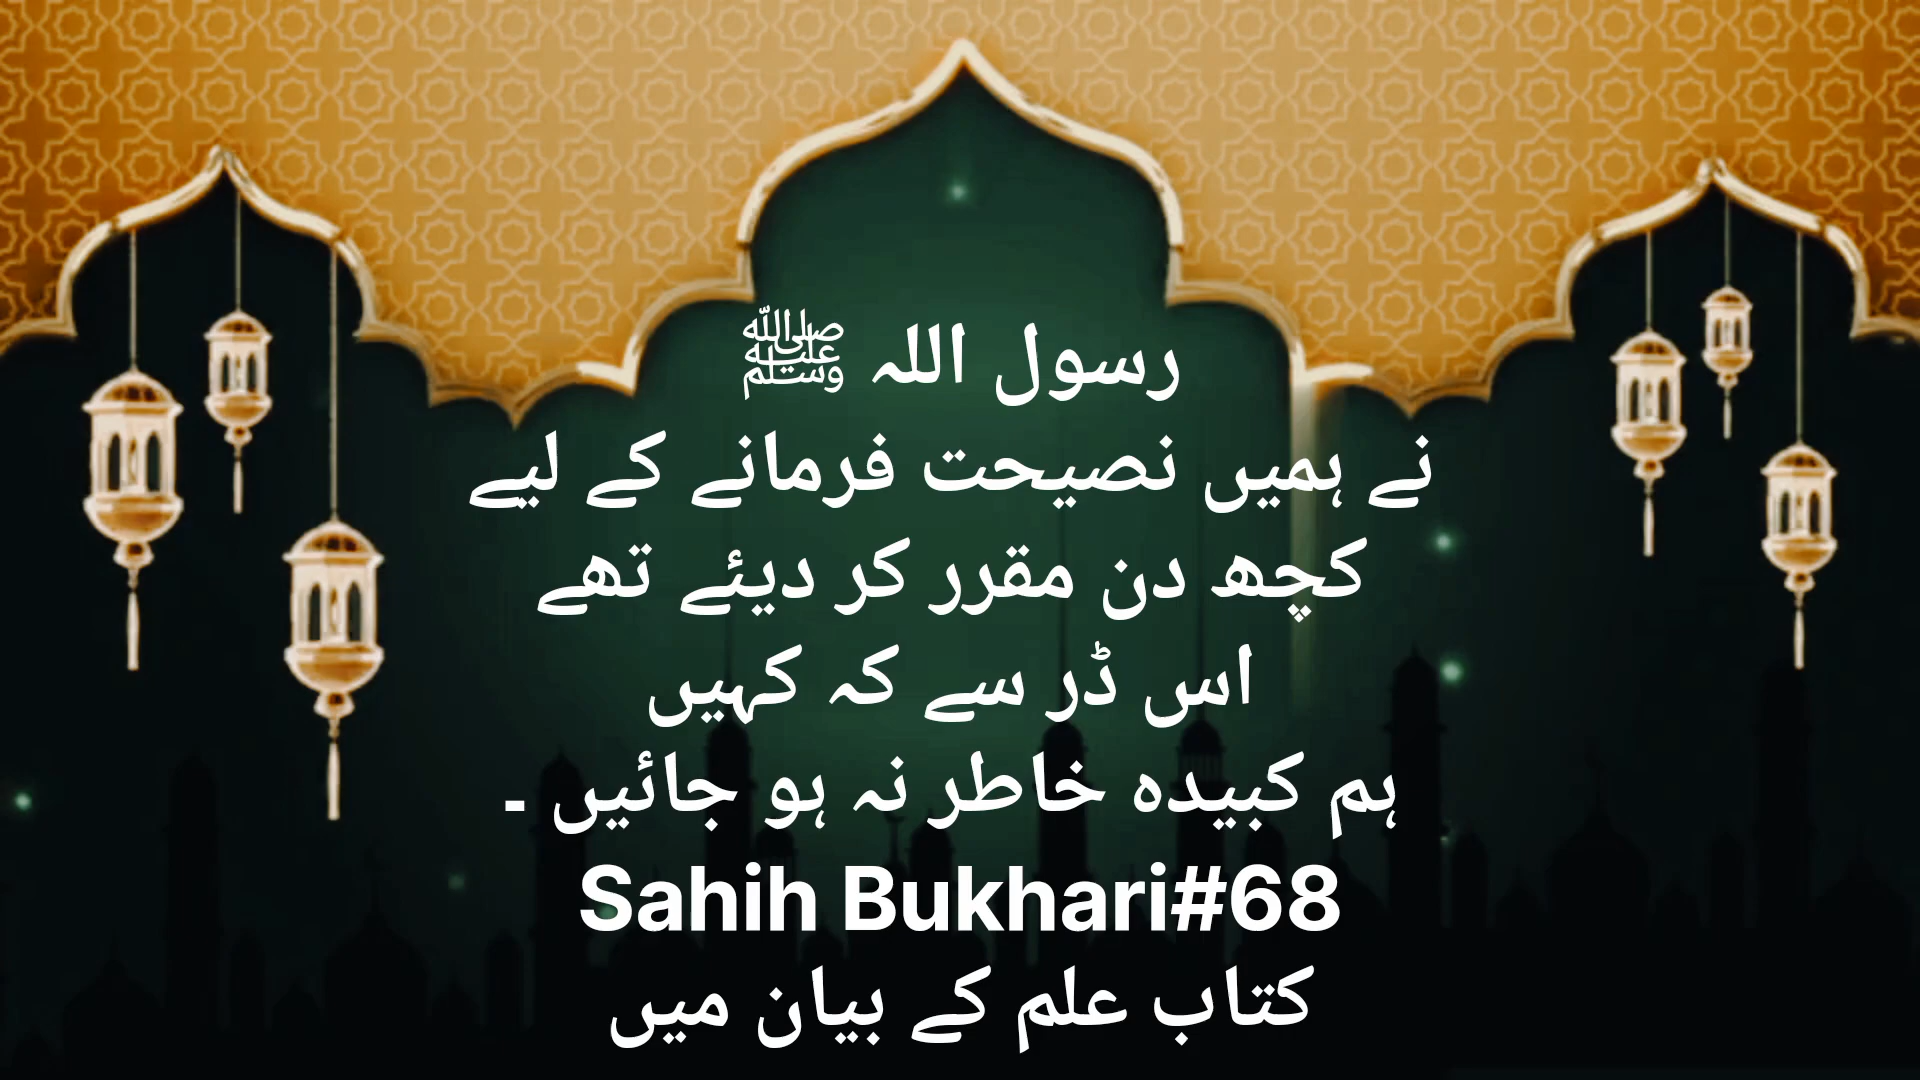 رسول اللہ ﷺ
نے ہمیں نصیحت فرمانے کے لیے
کچھ دن مقرر کر دیئے تھے
اس ڈر سے کہ کہیں
ہم کبیدہ خاطر نہ ہو جائیں ۔
Sahih Bukhari#68
کتاب علم کے بیان میں